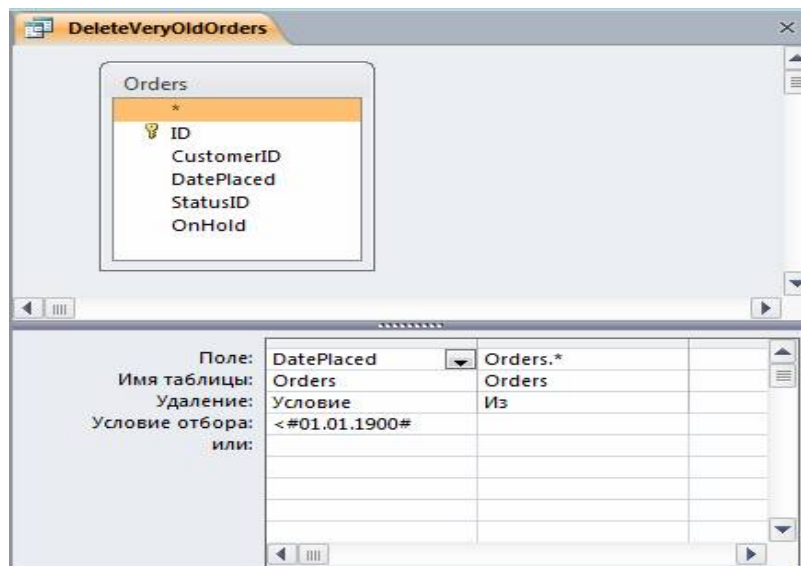 DeleteVeryOldOrders
Orders
*
ID
CustomerID
DatePlaced
StatusID
OnHold
Поле: DatePlaced Orders.*
Имя таблицы: Orders Orders
Удаление: Условие Из
Условие отбора: <#01.01.1900#
или: